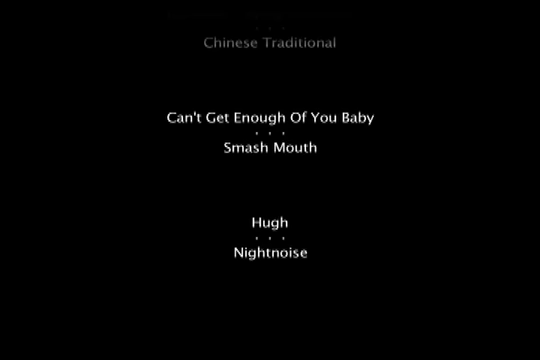 Chinese Traditional
Can't Get Enough Of You Baby
. . .
Smash Mouth
Hugh
. . .
Nightnoise